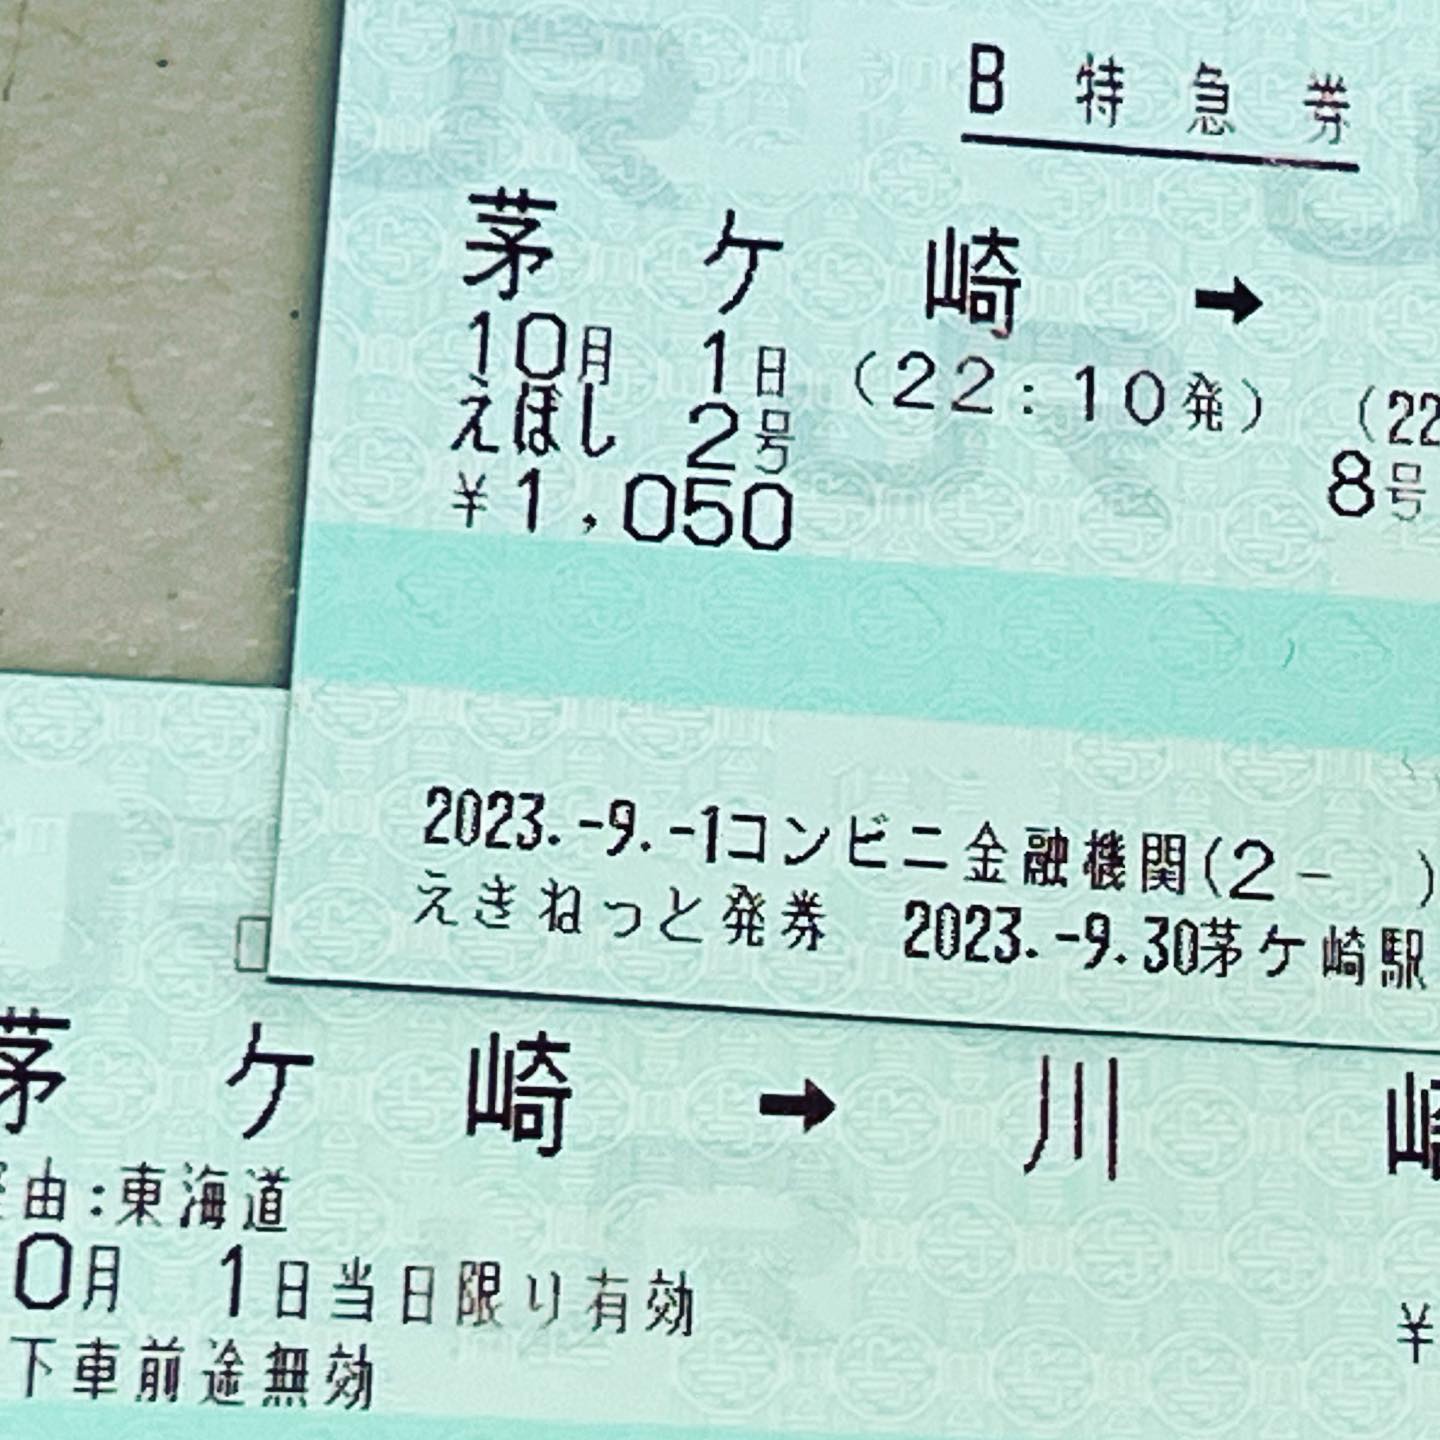 B特急券
茅ケ崎→
10月 1日 (22:10発) (22
えぼし 2号 8号
¥1,050
2023.-9.-1コンビニ金融機関(2- )
えきねっと発券 2023.-9.30茅ケ崎駅
茅ケ崎→川崎
経由:東海道
0月 1日当日限り有効
下車前途無効
¥